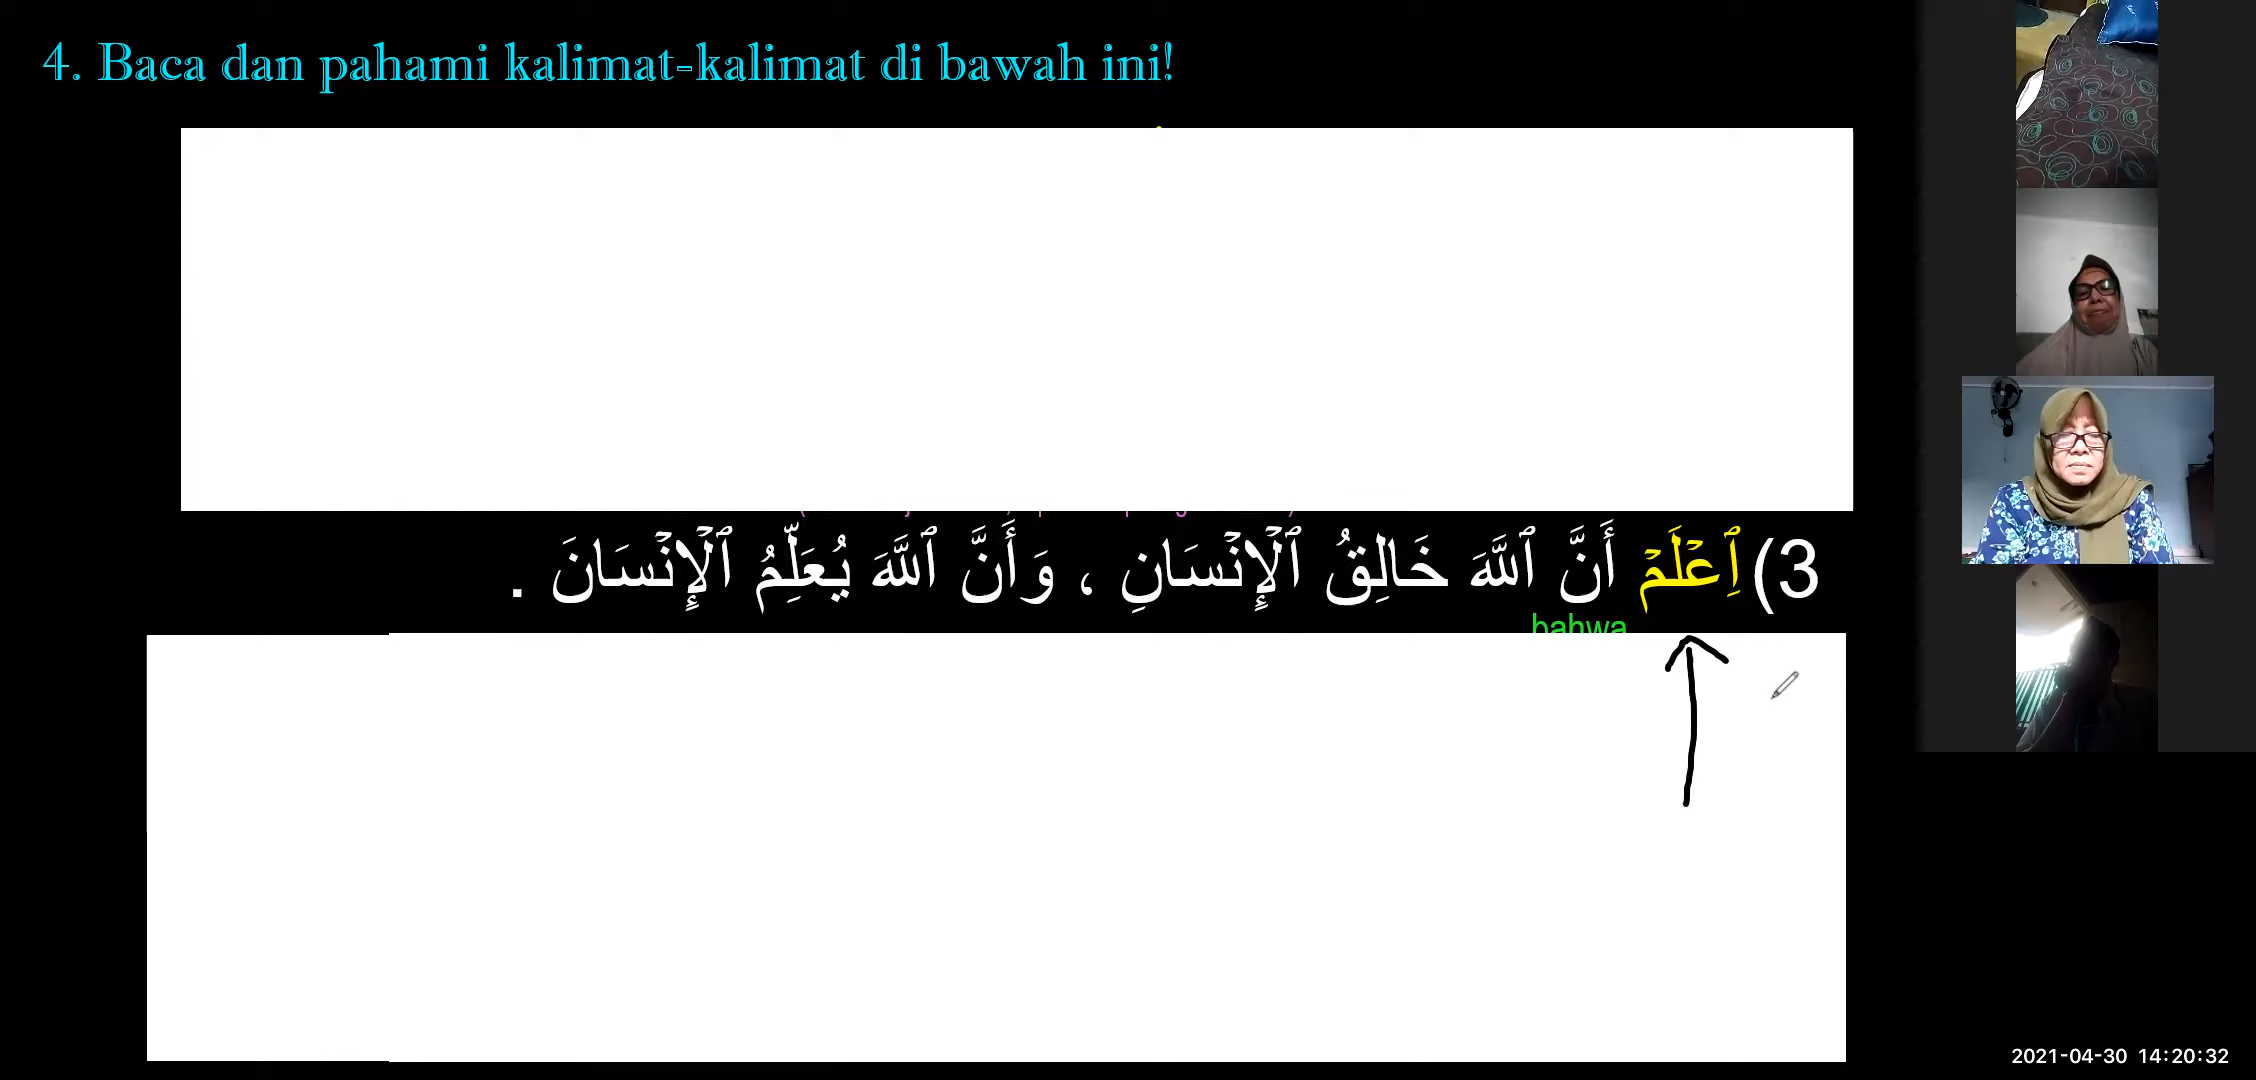 4. Baca dan pahami kalimat-kalimat di bawah ini!
3) ٱِعْلَمْ أَنَّ ٱللَّهَ خَالِقُ ٱلْإِنْسَانِ ، وَأَنَّ ٱللَّهَ يُعَلِّمُ ٱلْإِنْسَانَ .
bahwa
2021-04-30 14:20:32